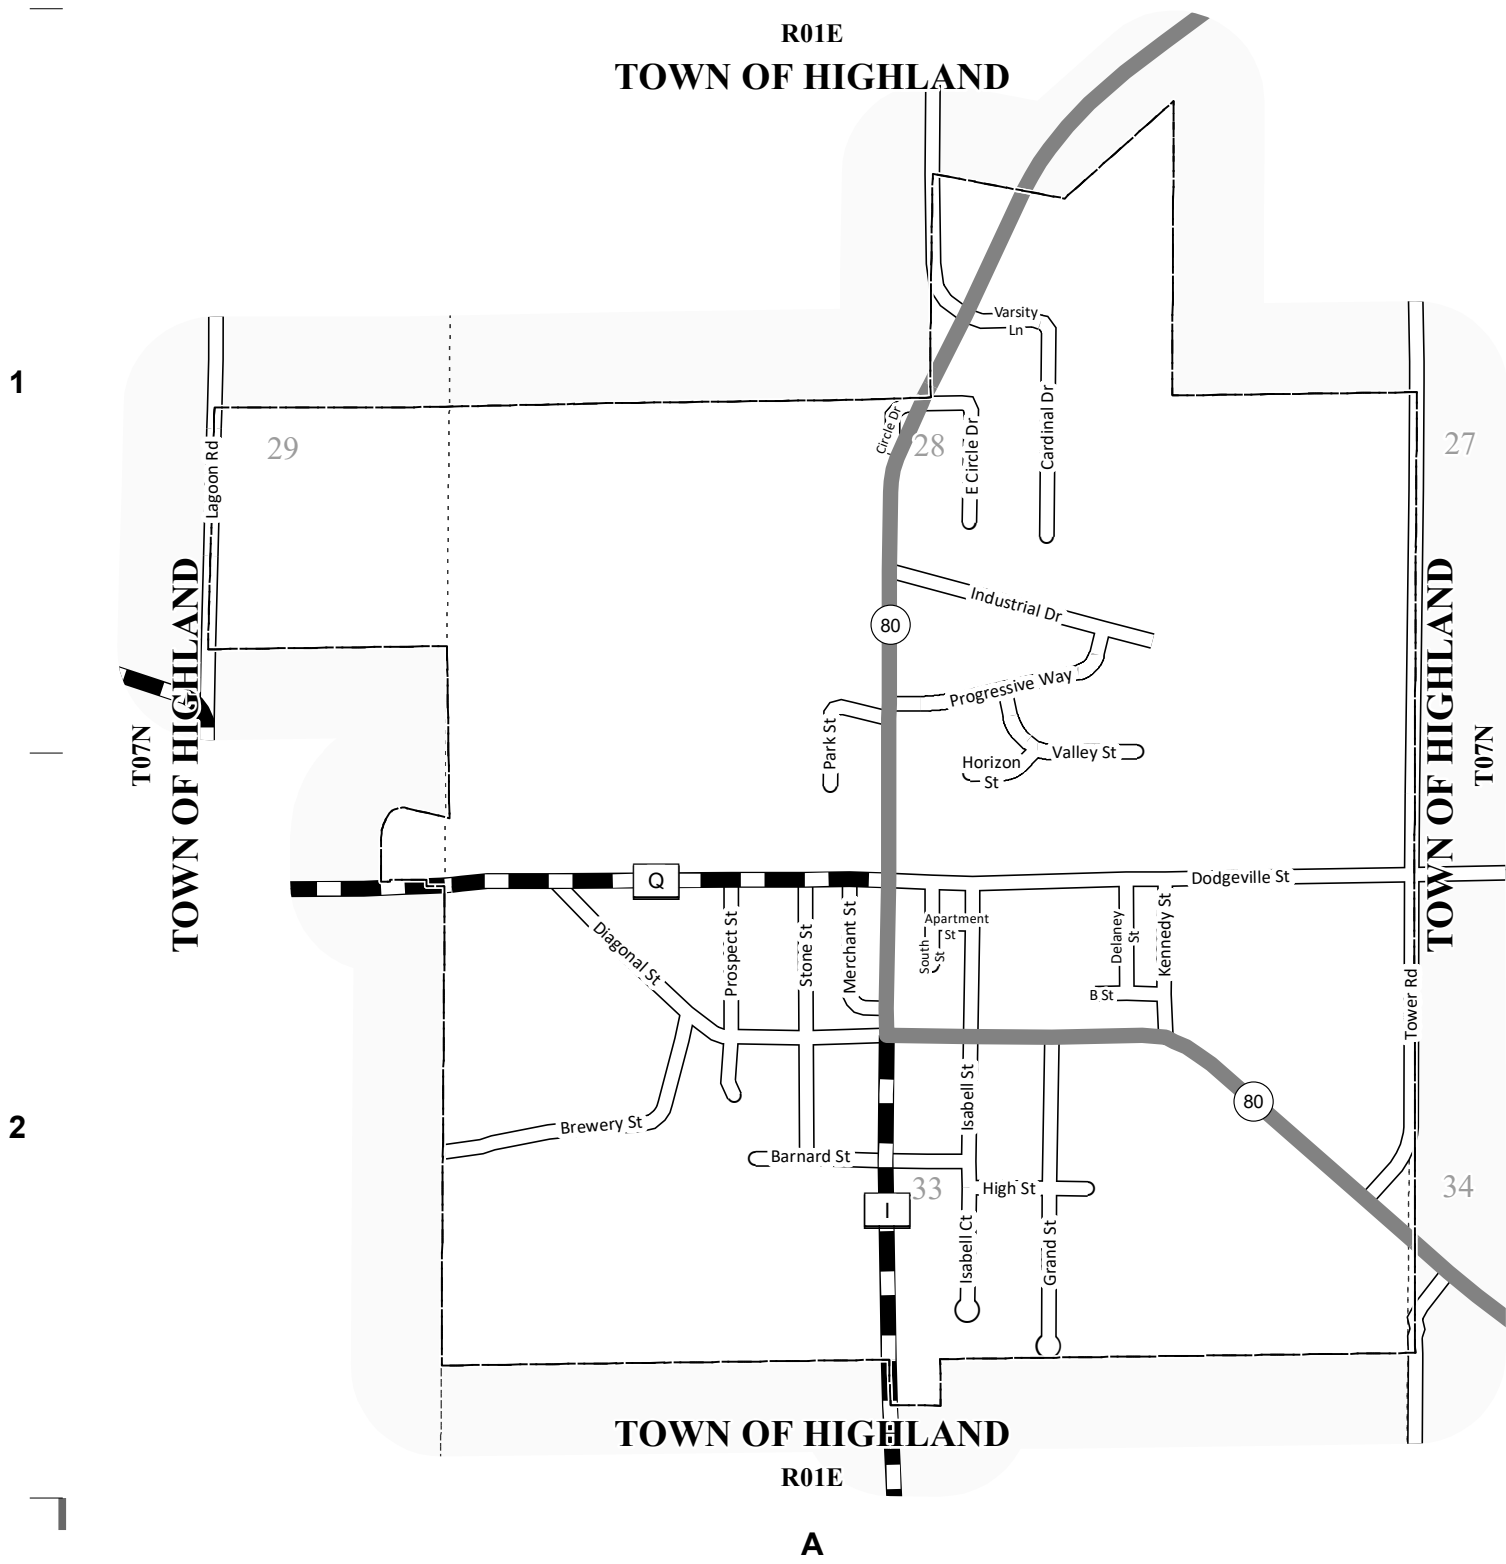 R01E
TOWN OF HIGHLAND
Varsity
Ln
1
Circle Dr
E Circle Dr
Cardinal Dr
29
28
27
Lagoon Rd
Industrial Dr
80
TOWN OF HIGHLAND
TOWN OF HIGHLAND
Progressive Way
Park St
T07N
T07N
Horizon
St
Valley St
Q
Dodgeville St
Diagonal St
Prospect St
Stone St
Merchant St
South
St
Apartment
St
Delaney
St
Kennedy St
B St
Tower Rd
80
Isabell St
2
Brewery St
Barnard St
33
High St
34
I
Isabell Ct
Grand St
TOWN OF HIGHLAND
R01E
A